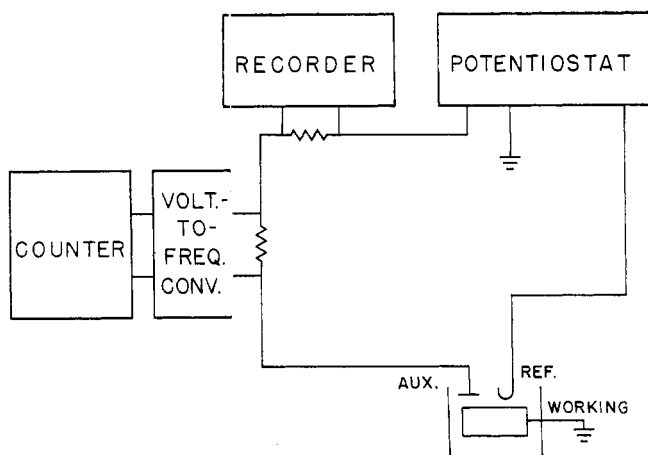 RECORDER
POTENTIOSTAT
COUNTER
VOLT.-
TO-
FREQ.
CONV.
AUX.
REF.
WORKING